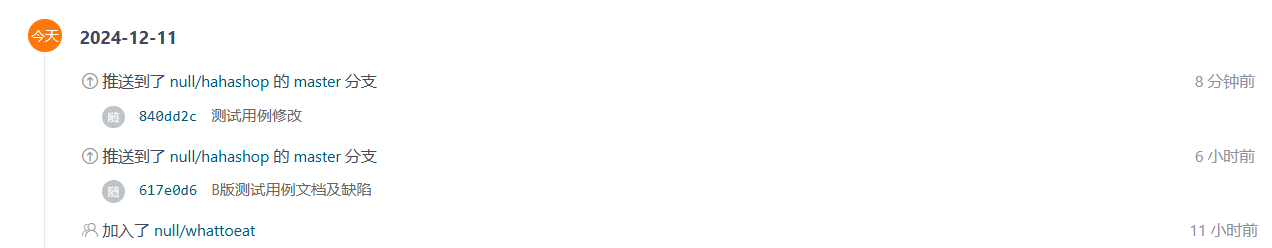 今天 2024-12-11
推送到了 null/hahashop 的 master 分支 8 分钟前
随 840dd2c 测试用例修改
推送到了 null/hahashop 的 master 分支 6 小时前
随 617e0d6 B版测试用例文档及缺陷
加入了 null/whattoeat 11 小时前